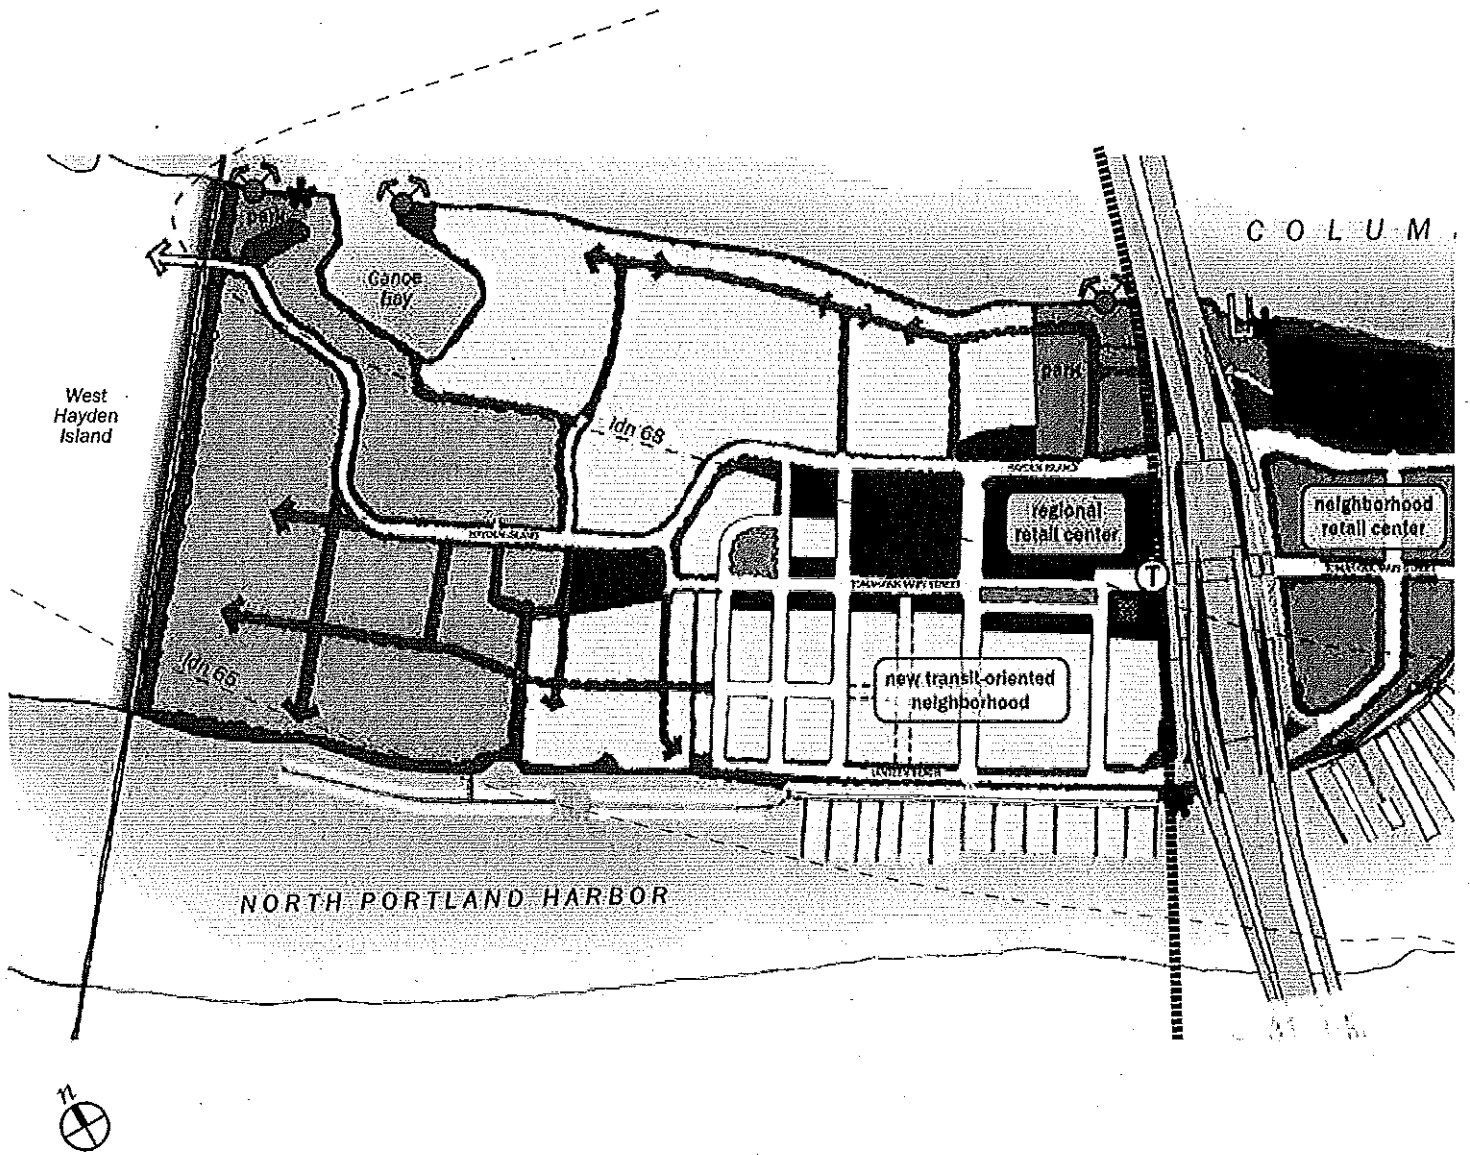 COLUM
park
Canoe
Bay
West
Hayden
Island
park
ldn 68
regional
retail center
neighborhood
retail center
T
ldn 65
new transit-oriented
neighborhood
NORTH PORTLAND HARBOR
n